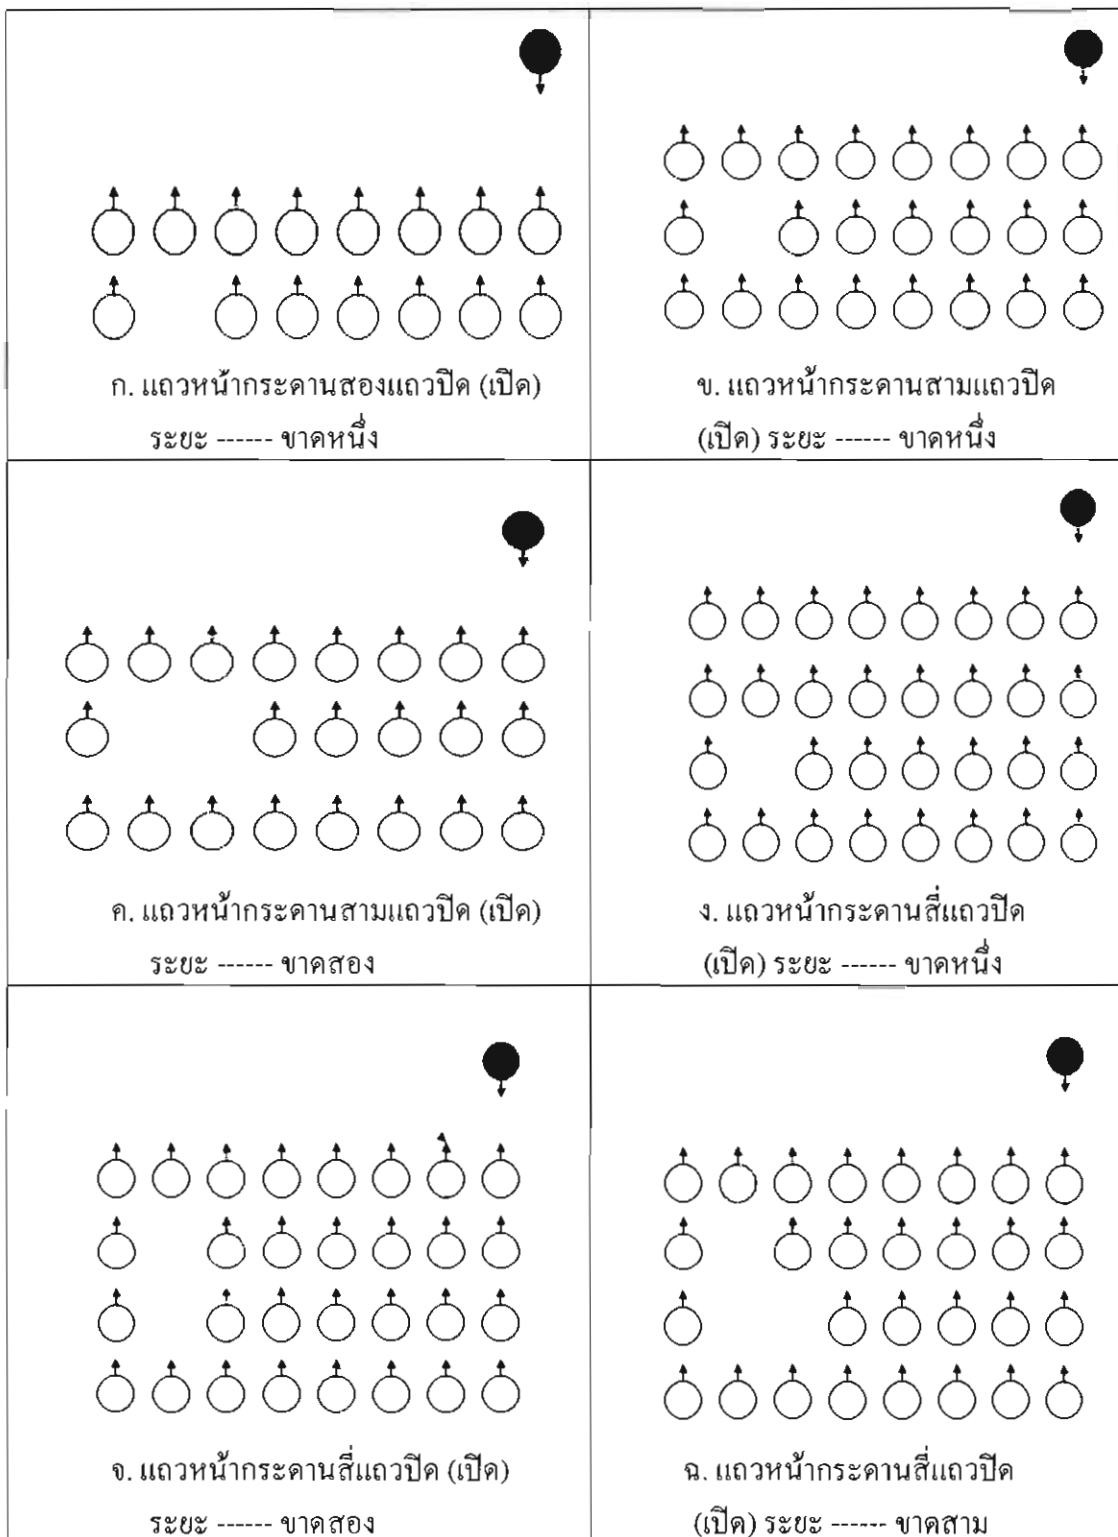 ก. แถวหน้ากระดานสองแถวปิด (เปิด)
ระยะ ------ ขาดหนึ่ง
ข. แถวหน้ากระดานสามแถวปิด
(เปิด) ระยะ ------ ขาดหนึ่ง
ค. แถวหน้ากระดานสามแถวปิด (เปิด)
ระยะ ------ ขาดสอง
ง. แถวหน้ากระดานสี่แถวปิด
(เปิด) ระยะ ------ ขาดหนึ่ง
จ. แถวหน้ากระดานสี่แถวปิด (เปิด)
ระยะ ------ ขาดสอง
ฉ. แถวหน้ากระดานสี่แถวปิด
(เปิด) ระยะ ------ ขาดสาม